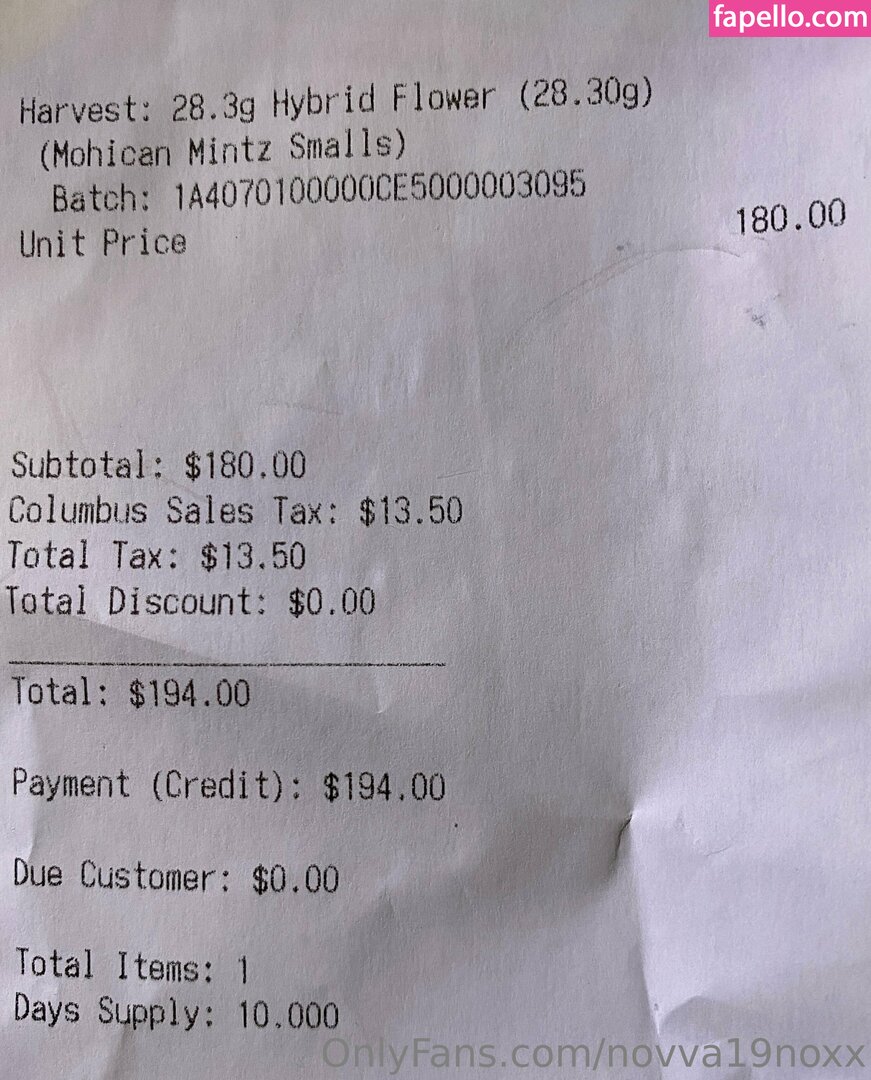 fapello.com
Harvest: 28.3g Hybrid Flower (28.30g)
(Mohican Mintz Smalls)
Batch: 1A4070100000CE5000003095
Unit Price 180.00
Subtotal: $180.00
Columbus Sales Tax: $13.50
Total Tax: $13.50
Total Discount: $0.00
Total: $194.00
Payment (Credit): $194.00
Due Customer: $0.00
Total Items: 1
Days Supply: 10.000
OnlyFans.com/novva19noxx